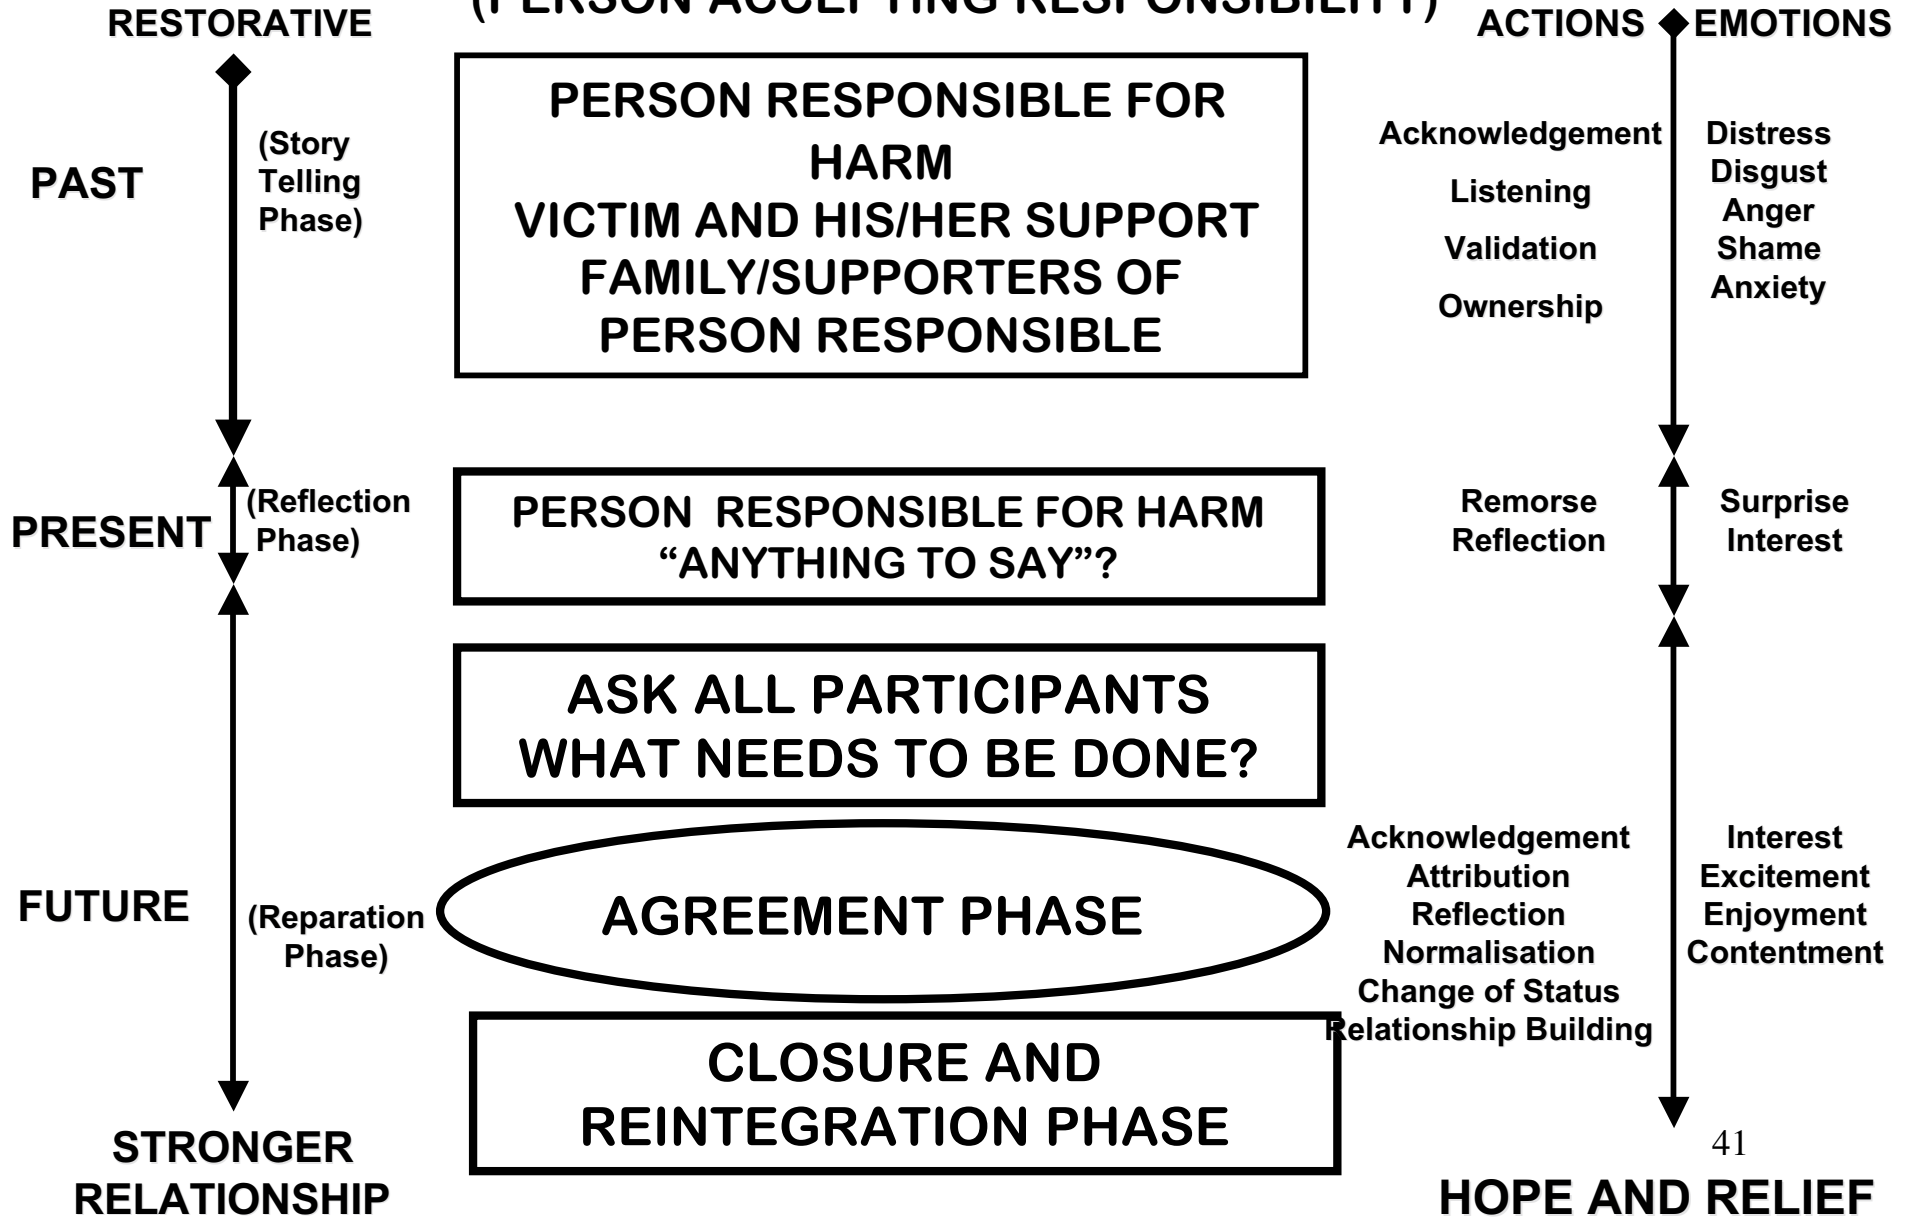 (PERSON ACCEPTING RESPONSIBILITY)
RESTORATIVE
ACTIONS
EMOTIONS
PAST
(Story
Telling
Phase)
PERSON RESPONSIBLE FOR
HARM
VICTIM AND HIS/HER SUPPORT
FAMILY/SUPPORTERS OF
PERSON RESPONSIBLE
Acknowledgement
Listening
Validation
Ownership
Distress
Disgust
Anger
Shame
Anxiety
PRESENT
(Reflection
Phase)
PERSON RESPONSIBLE FOR HARM
“ANYTHING TO SAY”?
Remorse
Reflection
Surprise
Interest
ASK ALL PARTICIPANTS
WHAT NEEDS TO BE DONE?
FUTURE
(Reparation
Phase)
AGREEMENT PHASE
Acknowledgement
Attribution
Reflection
Normalisation
Change of Status
Relationship Building
Interest
Excitement
Enjoyment
Contentment
CLOSURE AND
REINTEGRATION PHASE
STRONGER
RELATIONSHIP
41
HOPE AND RELIEF